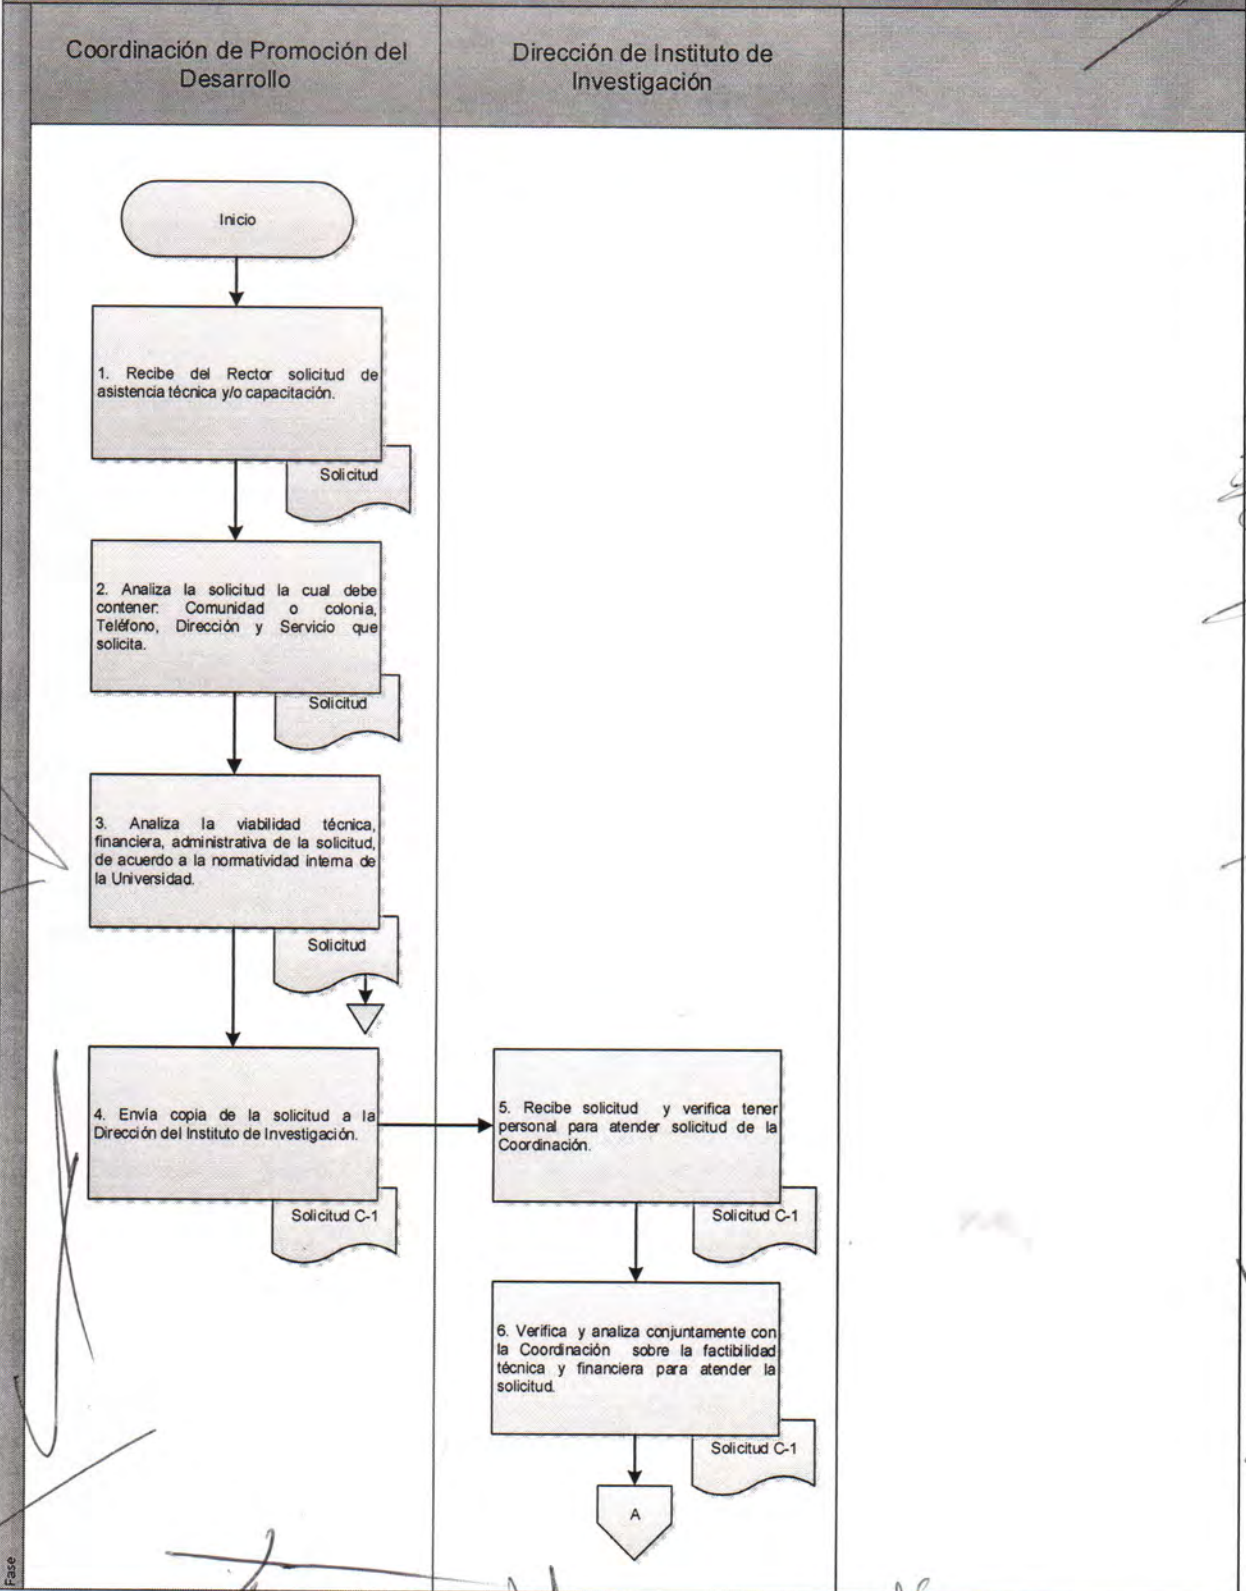 Coordinación de Promoción del
Desarrollo
Dirección de Instituto de
Investigación
Inicio
1. Recibe del Rector solicitud de
asistencia técnica y/o capacitación.
Solicitud
2. Analiza la solicitud la cual debe
contener: Comunidad o colonia,
Teléfono, Dirección y Servicio que
solicita.
Solicitud
3. Analiza la viabilidad técnica,
financiera, administrativa de la solicitud,
de acuerdo a la normatividad interna de
la Universidad.
Solicitud
4. Envía copia de la solicitud a la
Dirección del Instituto de Investigación.
Solicitud C-1
5. Recibe solicitud y verifica tener
personal para atender solicitud de la
Coordinación.
Solicitud C-1
6. Verifica y analiza conjuntamente con
la Coordinación sobre la factibilidad
técnica y financiera para atender la
solicitud.
Solicitud C-1
A
Fase